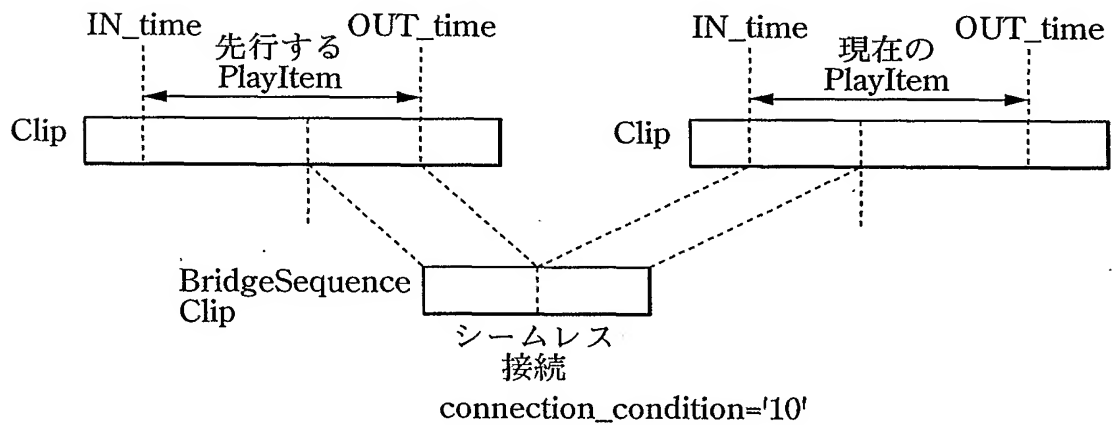 IN_time
先行する
PlayItem
OUT_time
IN_time
現在の
PlayItem
OUT_time
Clip
Clip
BridgeSequence
Clip
シームレス
接続
connection_condition='10'